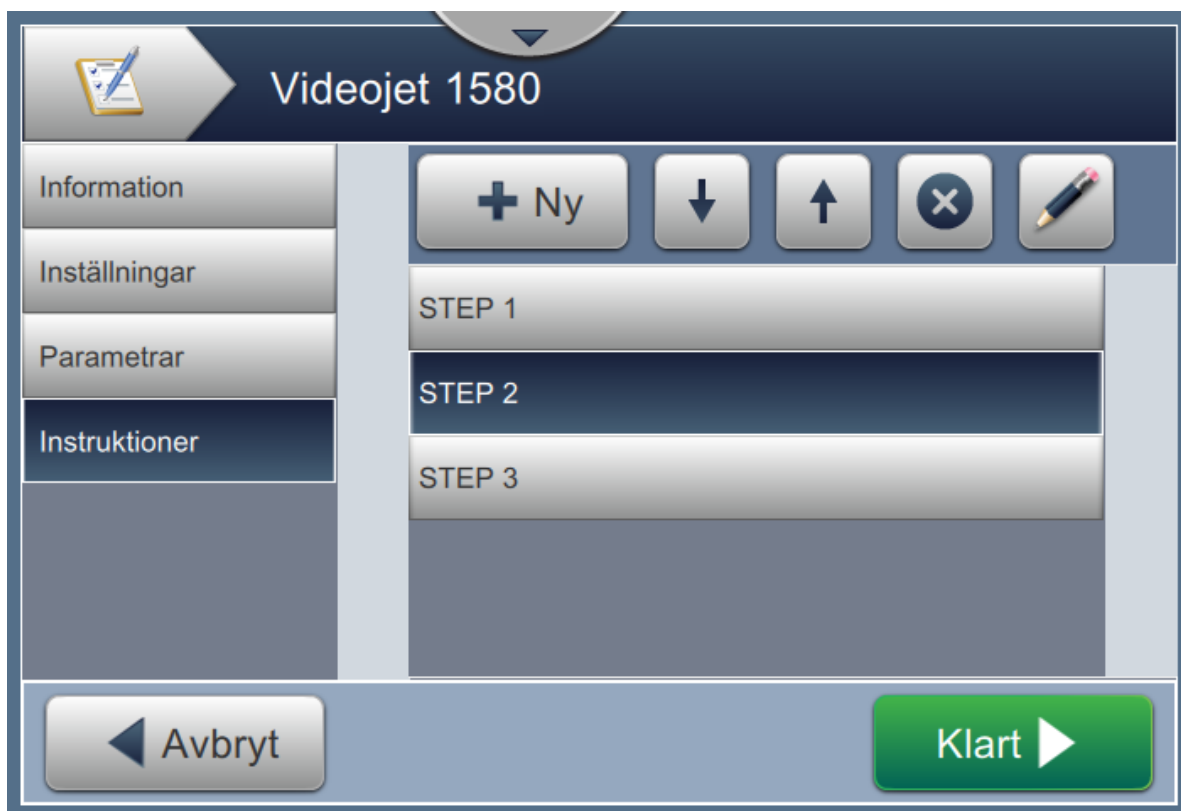 Videojet 1580
Information
Inställningar
Parametrar
Instruktioner
Ny
STEP 1
STEP 2
STEP 3
Avbryt
Klart